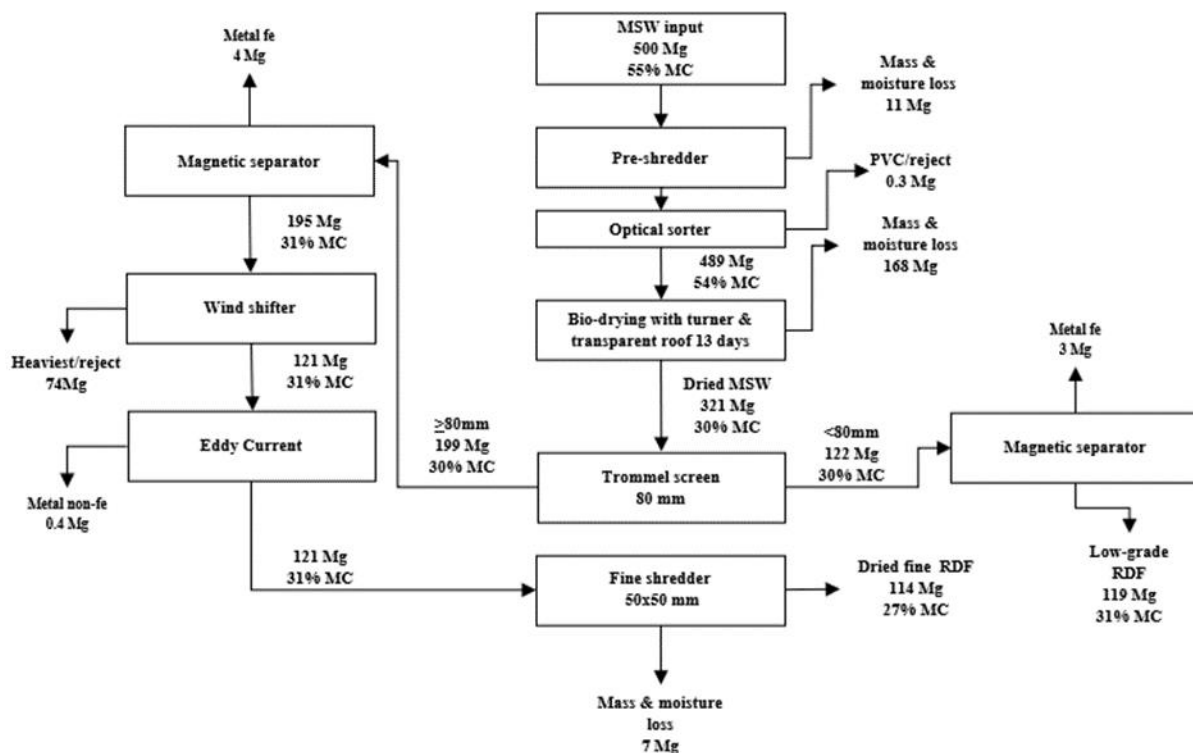 MSW input
500 Mg
55% MC
Mass &
moisture loss
11 Mg
Pre-shredder
PVC/reject
0.3 Mg
Optical sorter
Mass &
moisture loss
168 Mg
489 Mg
54% MC
Bio-drying with turner &
transparent roof 13 days
Dried MSW
321 Mg
30% MC
Trommel screen
80 mm
<80mm
122 Mg
30% MC
Metal fe
3 Mg
Magnetic separator
Low-grade
RDF
119 Mg
31% MC
≥80mm
199 Mg
30% MC
Metal fe
4 Mg
Magnetic separator
195 Mg
31% MC
Wind shifter
Heaviest/reject
74Mg
121 Mg
31% MC
Eddy Current
Metal non-fe
0.4 Mg
121 Mg
31% MC
Fine shredder
50x50 mm
Dried fine RDF
114 Mg
27% MC
Mass & moisture
loss
7 Mg